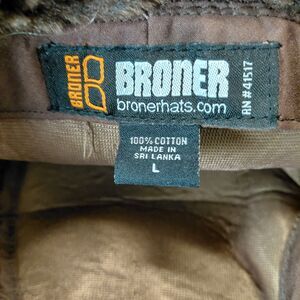 BRONER
BRONER
bronerhats.com
RN #41517
100% COTTON
MADE IN
SRI LANKA
L